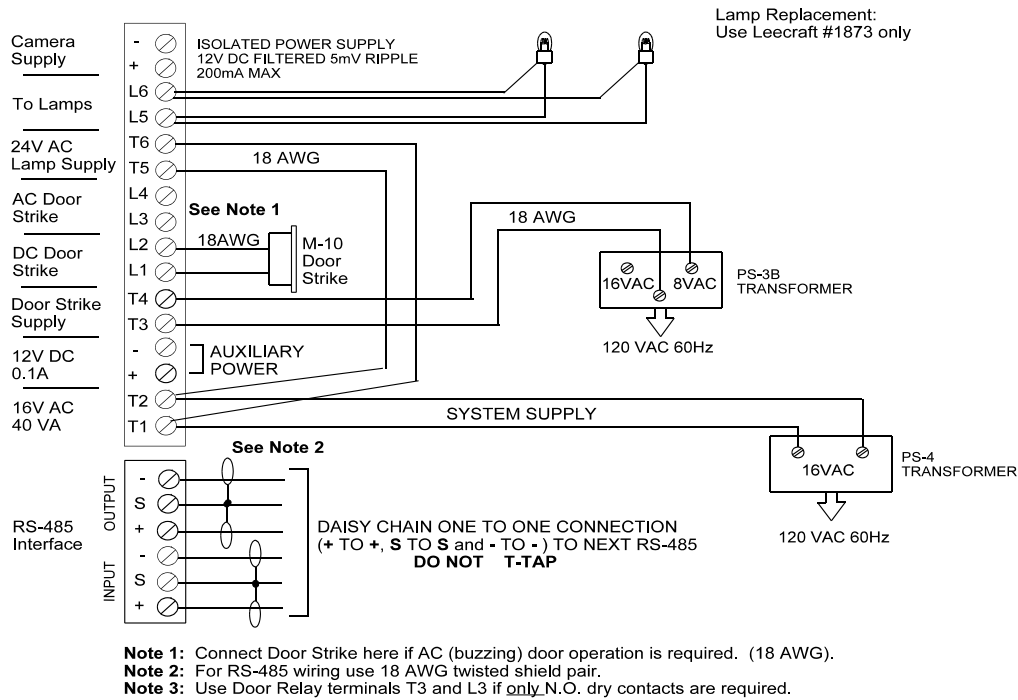 Lamp Replacement:
Use Leecraft #1873 only
Camera
Supply
-
+
ISOLATED POWER SUPPLY
12V DC FILTERED 5mV RIPPLE
200mA MAX
To Lamps
L6
L5
24V AC
Lamp Supply
T6
T5
18 AWG
AC Door
Strike
L4
L3
See Note 1
DC Door
Strike
L2
L1
18AWG
M-10
Door
Strike
18 AWG
Door Strike
Supply
T4
T3
16VAC
8VAC
PS-3B
TRANSFORMER
120 VAC 60Hz
12V DC
0.1A
-
+
AUXILIARY
POWER
16V AC
40 VA
T2
T1
SYSTEM SUPPLY
16VAC
PS-4
TRANSFORMER
120 VAC 60Hz
See Note 2
RS-485
Interface
OUTPUT
-
S
+
INPUT
-
S
+
DAISY CHAIN ONE TO ONE CONNECTION
(+ TO +, S TO S and - TO - ) TO NEXT RS-485
DO NOT T-TAP
Note 1: Connect Door Strike here if AC (buzzing) door operation is required. (18 AWG).
Note 2: For RS-485 wiring use 18 AWG twisted shield pair.
Note 3: Use Door Relay terminals T3 and L3 if only N.O. dry contacts are required.